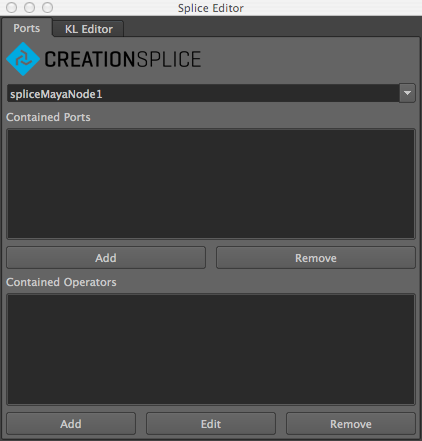 Splice Editor
Ports KL Editor
CREATIONSPLICE
spliceMayaNode1
Contained Ports
Add Remove
Contained Operators
Add Edit Remove